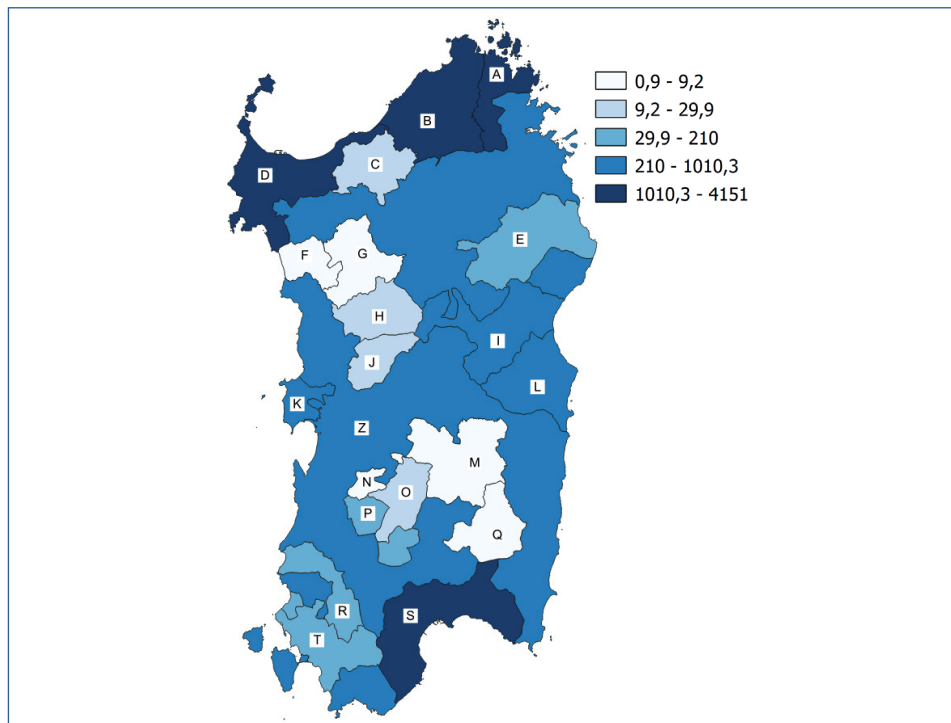 A
0,9 - 9,2
9,2 - 29,9
B
29,9 - 210
C
210 - 1010,3
D
1010,3 - 4151
E
F
G
H
I
J
L
K
Z
M
N
O
P
Q
R
S
T